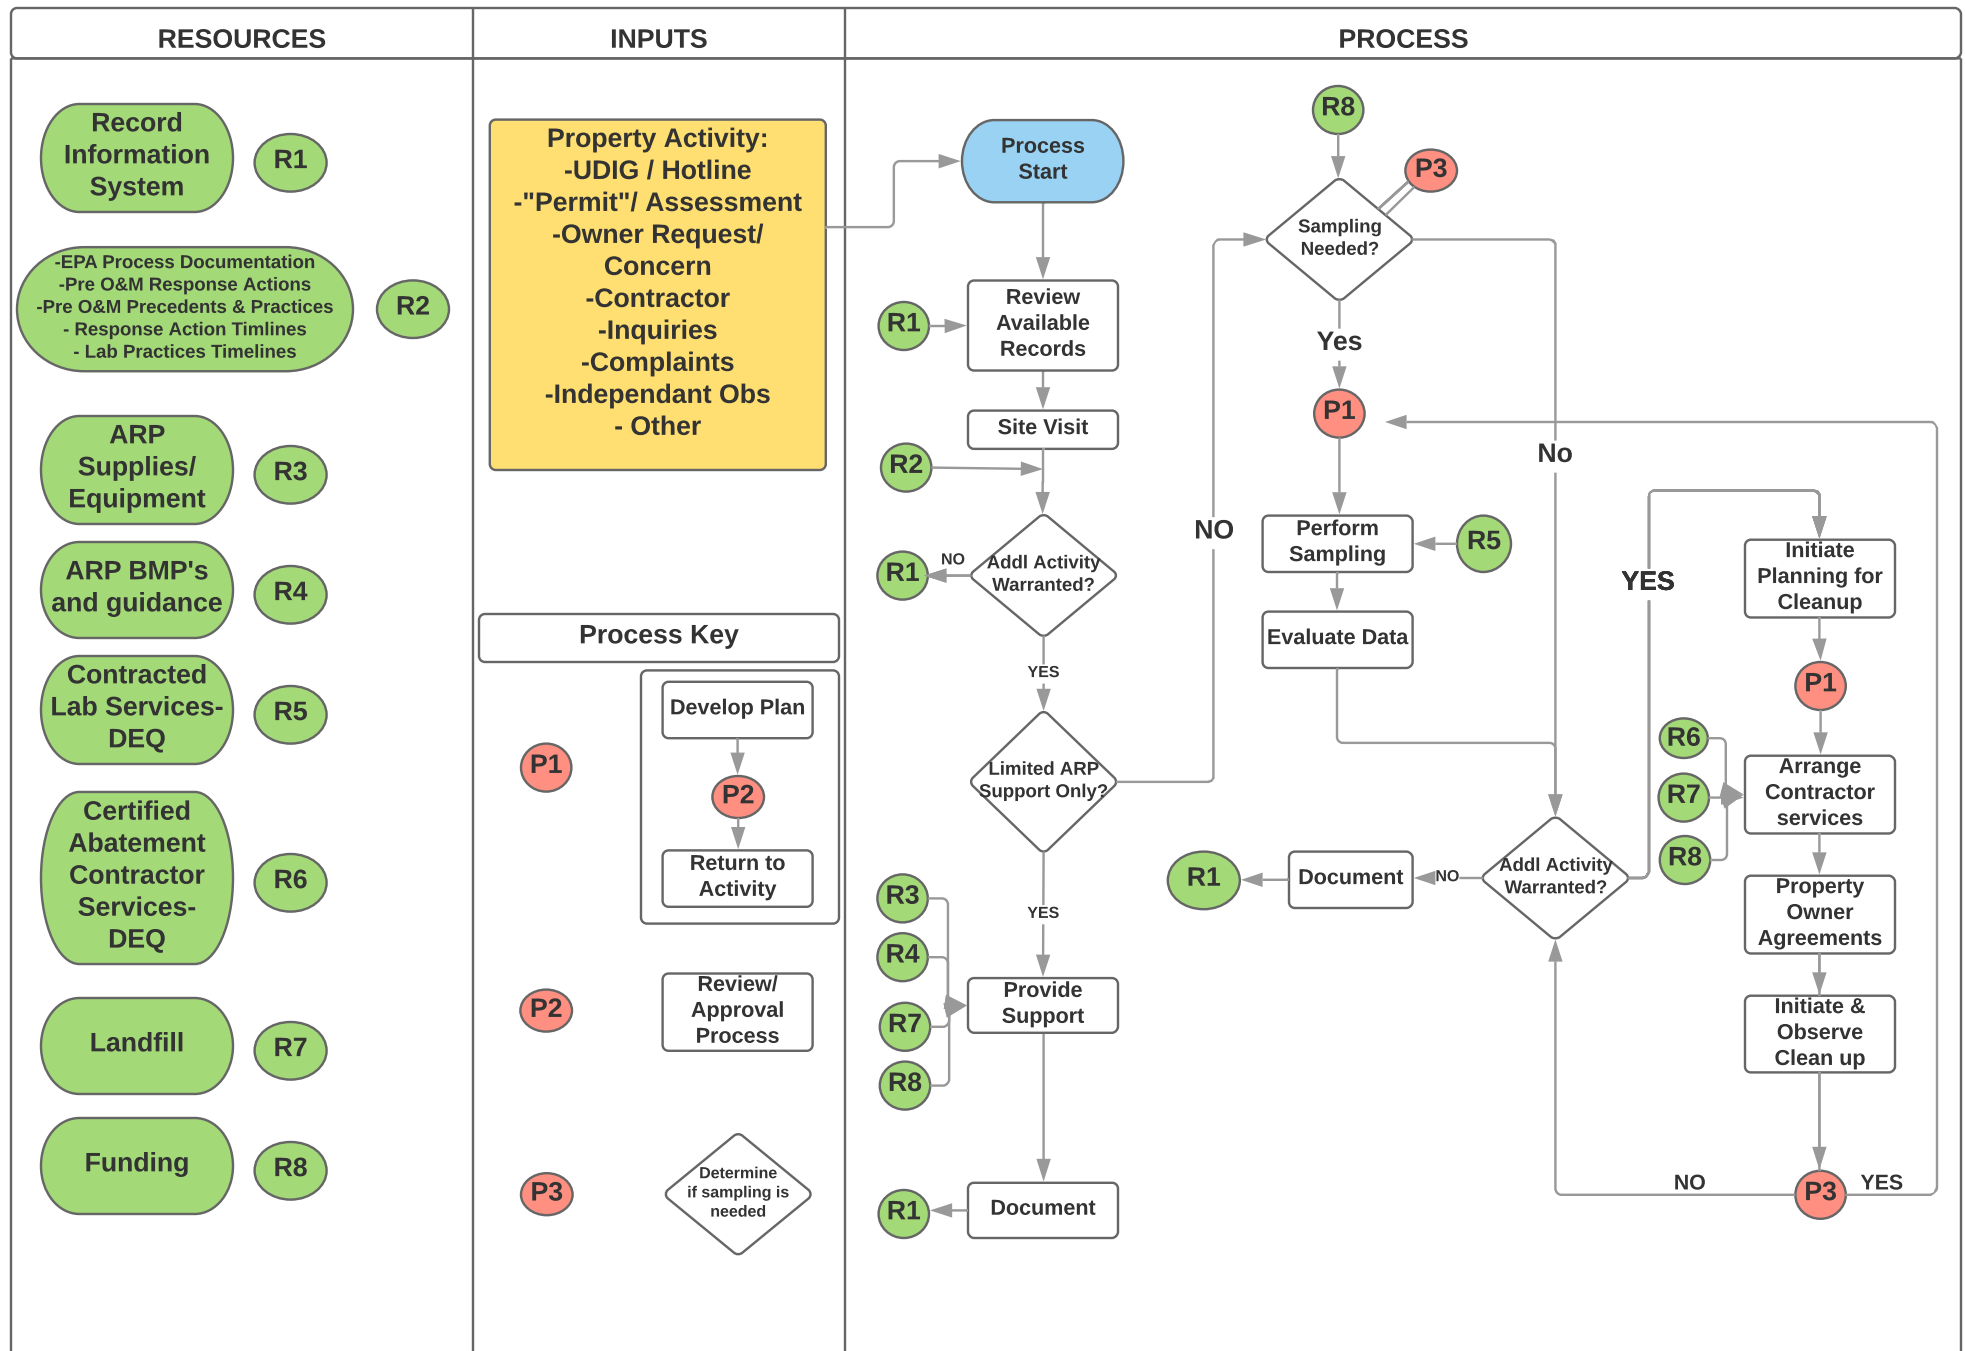 RESOURCES
INPUTS
PROCESS
Record
Information
System
R1
-EPA Process Documentation
-Pre O&M Response Actions
-Pre O&M Precedents & Practices
- Response Action Timlines
- Lab Practices Timelines
R2
ARP
Supplies/
Equipment
R3
ARP BMP's
and guidance
R4
Contracted
Lab Services-
DEQ
R5
Certified
Abatement
Contractor
Services-
DEQ
R6
Landfill
R7
Funding
R8
Property Activity:
-UDIG / Hotline
-"Permit"/ Assessment
-Owner Request/
Concern
-Contractor
-Inquiries
-Complaints
-Independant Obs
- Other
Process Key
P1
Develop Plan
P2
Return to
Activity
P2
Review/
Approval
Process
P3
Determine
if sampling is
needed
Process
Start
R1
Review
Available
Records
Site Visit
R2
Addl Activity
Warranted?
NO
R1
YES
Limited ARP
Support Only?
NO
YES
R3
R4
R7
R8
Provide
Support
Document
R1
R8
P3
Sampling
Needed?
Yes
No
P1
Perform
Sampling
R5
Evaluate Data
Addl Activity
Warranted?
NO
Document
R1
YES
Initiate
Planning for
Cleanup
P1
R6
R7
R8
Arrange
Contractor
services
Property
Owner
Agreements
Initiate &
Observe
Clean up
P3
NO
YES